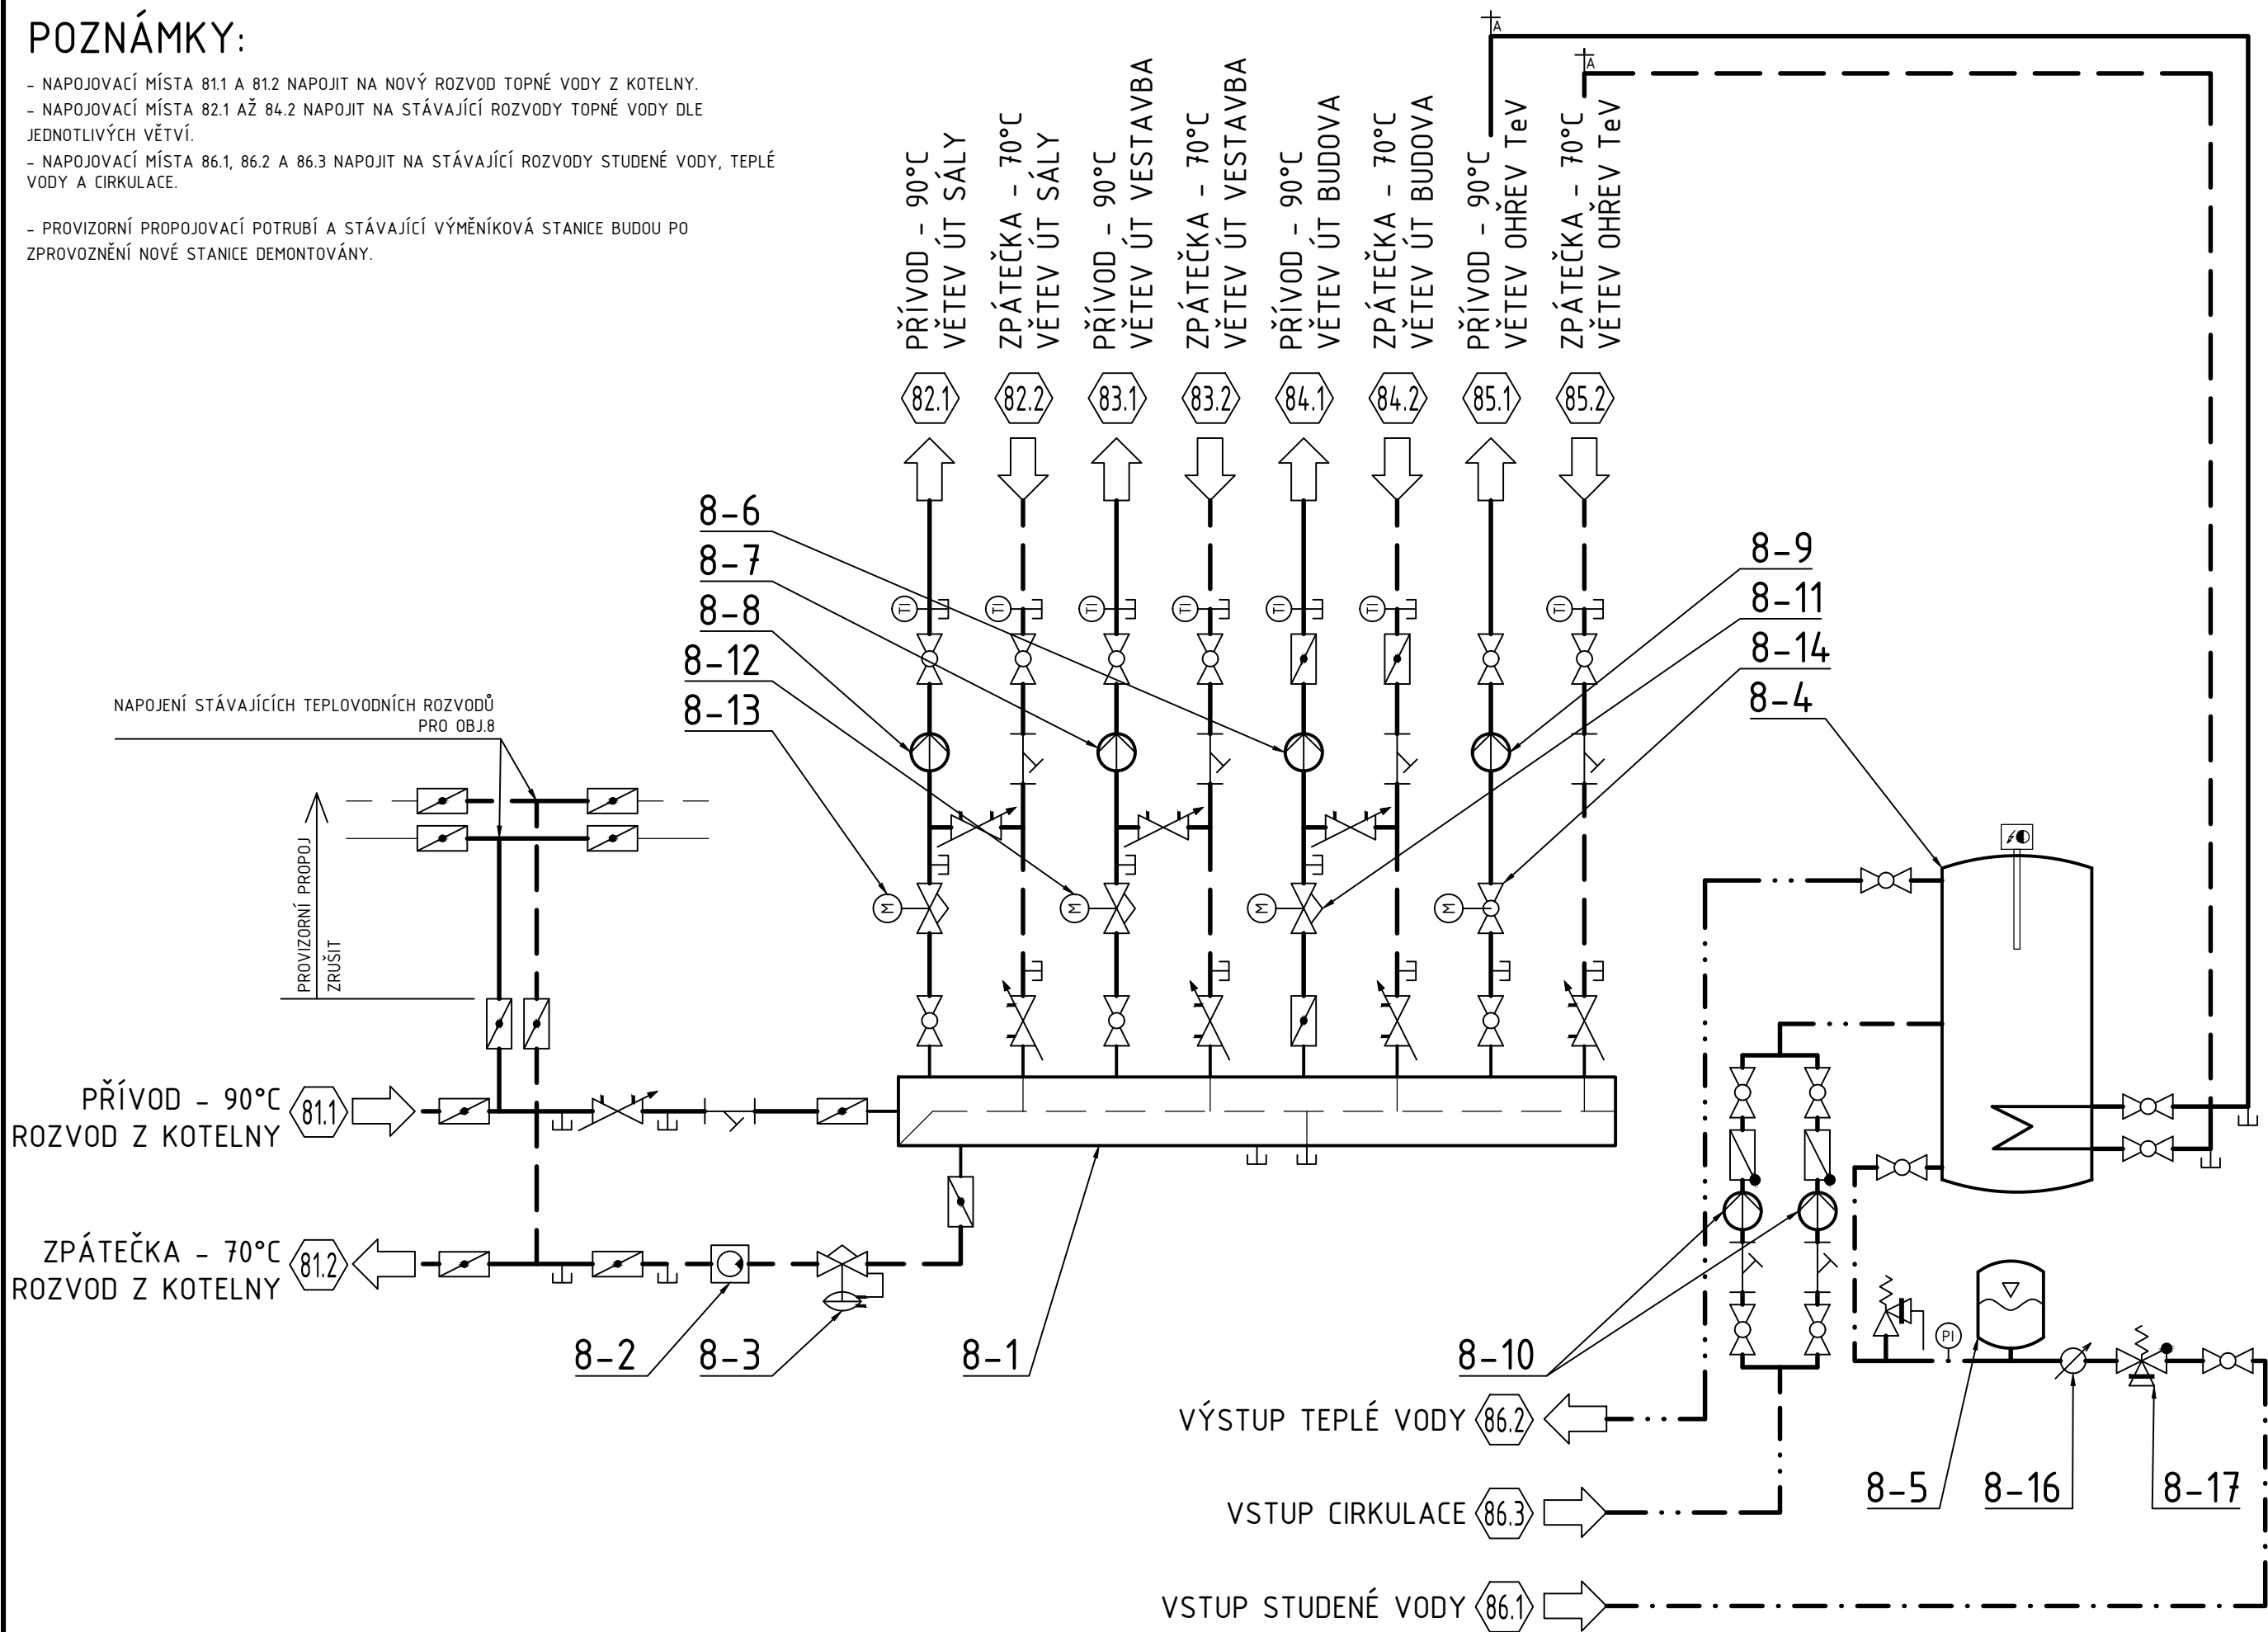 POZNÁMKY:
- NAPOJOVACÍ MÍSTA 81.1 A 81.2 NAPOJIT NA NOVÝ ROZVOD TOPNÉ VODY Z KOTELNY.
- NAPOJOVACÍ MÍSTA 82.1 AŽ 84.2 NAPOJIT NA STÁVAJÍCÍ ROZVODY TOPNÉ VODY DLE
JEDNOTLIVÝCH VĚTVÍ.
- NAPOJOVACÍ MÍSTA 86.1, 86.2 A 86.3 NAPOJIT NA STÁVAJÍCÍ ROZVODY STUDENÉ VODY, TEPLÉ
VODY A CIRKULACE.
- PROVIZORNÍ PROPOJOVACÍ POTRUBÍ A STÁVAJÍCÍ VÝMĚNÍKOVÁ STANICE BUDOU PO
ZPROVOZNĚNÍ NOVÉ STANICE DEMONTOVÁNY.
A
A
PŘÍVOD - 90°C
VĚTEV ÚT SÁLY
ZPÁTEČKA - 70°C
VĚTEV ÚT SÁLY
PŘÍVOD - 90°C
VĚTEV ÚT VESTAVBA
ZPÁTEČKA - 70°C
VĚTEV ÚT VESTAVBA
PŘÍVOD - 90°C
VĚTEV ÚT BUDOVA
ZPÁTEČKA - 70°C
VĚTEV ÚT BUDOVA
PŘÍVOD - 90°C
VĚTEV OHŘEV TeV
ZPÁTEČKA - 70°C
VĚTEV OHŘEV TeV
82.1
82.2
83.1
83.2
84.1
84.2
85.1
85.2
8-6
8-7
8-8
8-12
8-13
8-9
8-11
8-14
8-4
TI
TI
TI
TI
TI
TI
TI
NAPOJENÍ STÁVAJÍCÍCH TEPLOVODNÍCH ROZVODŮ
PRO OBJ.8
PROVIZORNÍ PROPOJ
ZRUŠIT
M
M
M
M
PŘÍVOD - 90°C
ROZVOD Z KOTELNY
81.1
ZPÁTEČKA - 70°C
ROZVOD Z KOTELNY
81.2
8-2
8-3
8-1
8-10
PI
VÝSTUP TEPLÉ VODY
86.2
8-5
8-16
8-17
VSTUP CIRKULACE
86.3
VSTUP STUDENÉ VODY
86.1